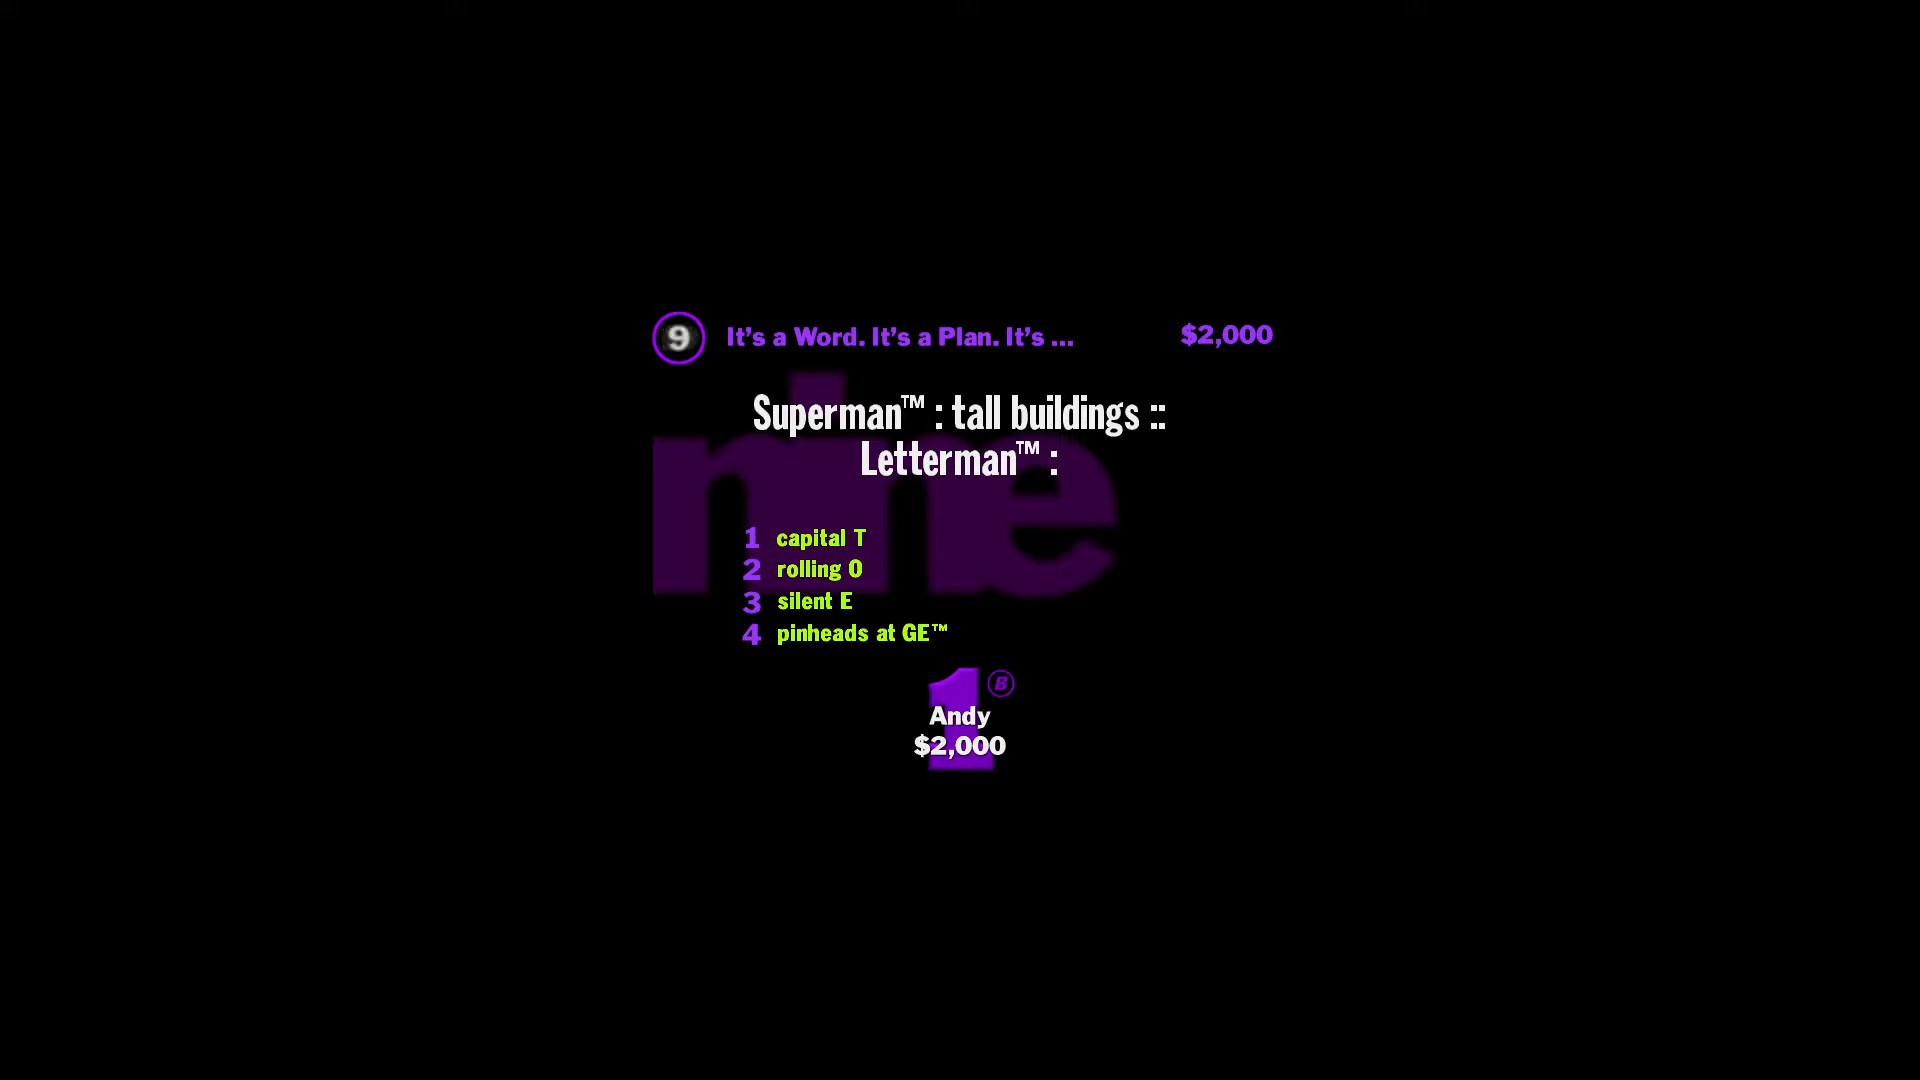 9 It's a Word. It's a Plan. It's ... $2,000
Superman™ : tall buildings ::
Letterman™ :
1 capital T
2 rolling O
3 silent E
4 pinheads at GE™
1 B
Andy
$2,000